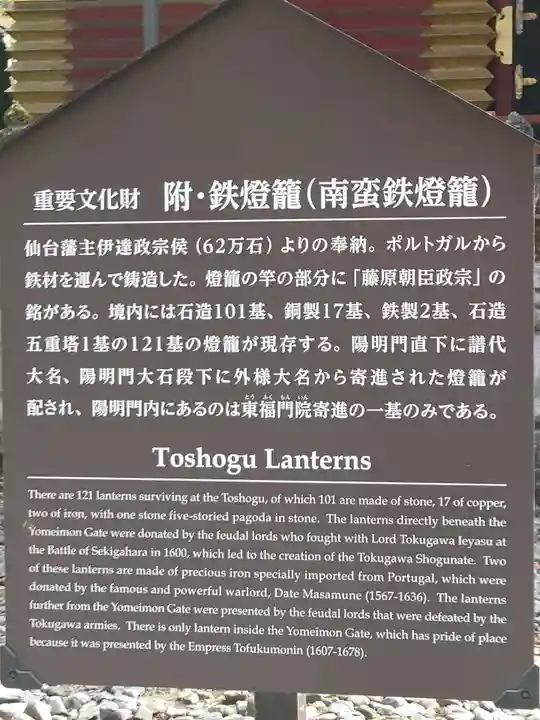 重要文化財 附・鉄燈籠(南蛮鉄燈籠)
仙台藩主伊達政宗侯(62万石)よりの奉納。ポルトガルから
鉄材を運んで鋳造した。燈籠の竿の部分に「藤原朝臣政宗」の
銘がある。境内には石造101基、銅製17基、鉄製2基、石造
五重塔1基の121基の燈籠が現存する。陽明門直下に譜代
大名、陽明門大石段下に外様大名から寄進された燈籠が
配され、陽明門内にあるのは東福門院寄進の一基のみである。
とうふくもんいん
Toshogu Lanterns
There are 121 lanterns surviving at the Toshogu, of which 101 are made of stone, 17 of copper,
two of iron, with one stone five-storied pagoda in stone. The lanterns directly beneath the
Yomeimon Gate were donated by the feudal lords who fought with Lord Tokugawa Ieyasu at
the Battle of Sekigahara in 1600, which led to the creation of the Tokugawa Shogunate. Two
of these lanterns are made of precious iron specially imported from Portugal, which were
donated by the famous and powerful warlord, Date Masamune (1567-1636). The lanterns
further from the Yomeimon Gate were presented by the feudal lords that were defeated by the
Tokugawa armies. There is only lantern inside the Yomeimon Gate, which has pride of place
because it was presented by the Empress Tofukumonin (1607-1678).